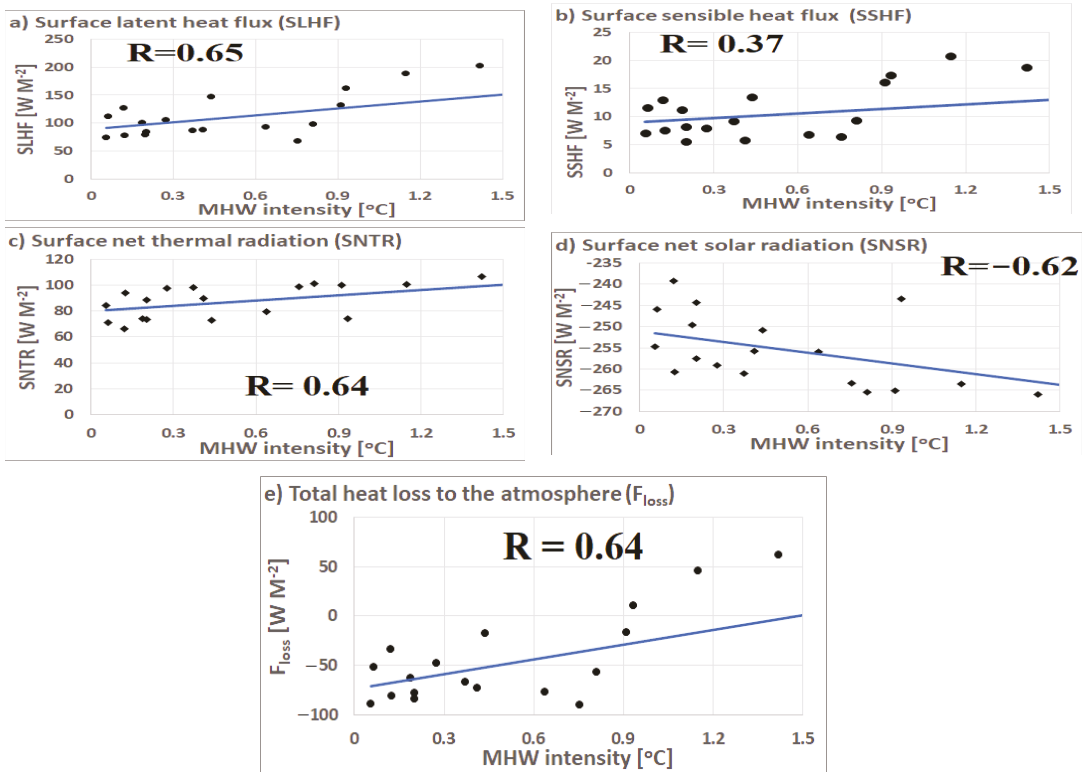 a) Surface latent heat flux (SLHF)
R=0.65
250
200
150
100
50
0
SLHF [W M-2]
0 0.3 0.6 0.9 1.2 1.5
MHW intensity [oC]
b) Surface sensible heat flux (SSHF)
R= 0.37
25
20
15
10
5
0
SSHF [W M-2]
0 0.3 0.6 0.9 1.2 1.5
MHW intensity [oC]
c) Surface net thermal radiation (SNTR)
120
100
80
60
40
20
0
SNTR [W M-2]
R= 0.64
0 0.3 0.6 0.9 1.2 1.5
MHW intensity [oC]
d) Surface net solar radiation (SNSR)
R=−0.62
−235
−240
−245
−250
−255
−260
−265
−270
SNSR [W M-2]
0 0.3 0.6 0.9 1.2 1.5
MHW intensity [oC]
e) Total heat loss to the atmosphere (Floss)
R = 0.64
100
50
0
−50
−100
Floss [W M-2]
0 0.3 0.6 0.9 1.2 1.5
MHW intensity [oC]